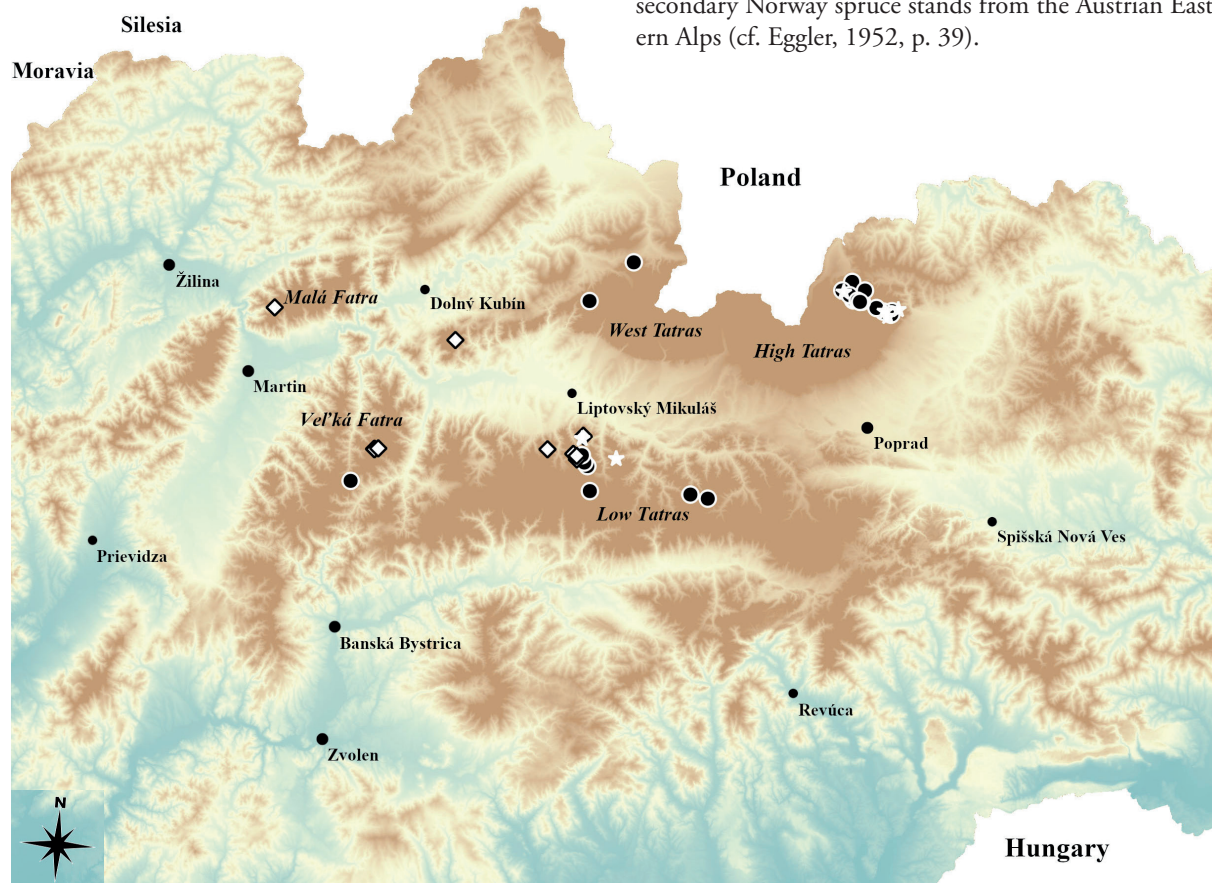 secondary Norway spruce stands from the Austrian East
ern Alps (cf. Eggler, 1952, p. 39).
Silesia
Moravia
Poland
Žilina
Malá Fatra
Dolný Kubín
West Tatras
High Tatras
Martin
Liptovský Mikuláš
Veľká Fatra
Poprad
Low Tatras
Spišská Nová Ves
Prievidza
Banská Bystrica
Revúca
Zvolen
N
Hungary